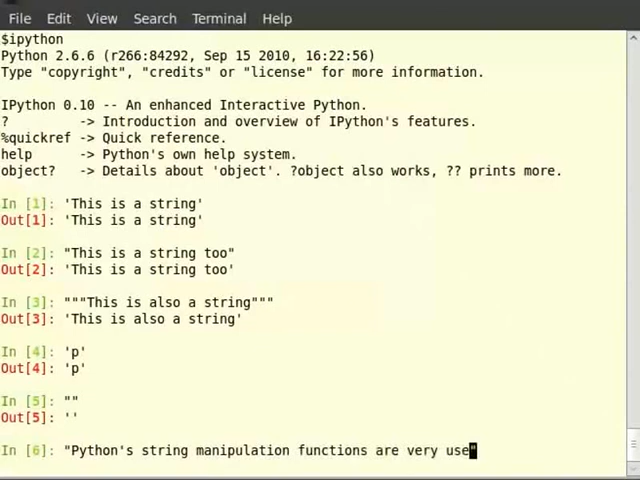 File Edit View Search Terminal Help
$ipython
Python 2.6.6 (r266:84292, Sep 15 2010, 16:22:56)
Type "copyright", "credits" or "license" for more information.
IPython 0.10 -- An enhanced Interactive Python.
? -> Introduction and overview of IPython's features.
%quickref -> Quick reference.
help -> Python's own help system.
object? -> Details about 'object'. ?object also works, ?? prints more.
In [1]: 'This is a string'
Out[1]: 'This is a string'
In [2]: "This is a string too"
Out[2]: 'This is a string too'
In [3]: """This is also a string"""
Out[3]: 'This is also a string'
In [4]: 'p'
Out[4]: 'p'
In [5]: ""
Out[5]: ''
In [6]: "Python's string manipulation functions are very use"